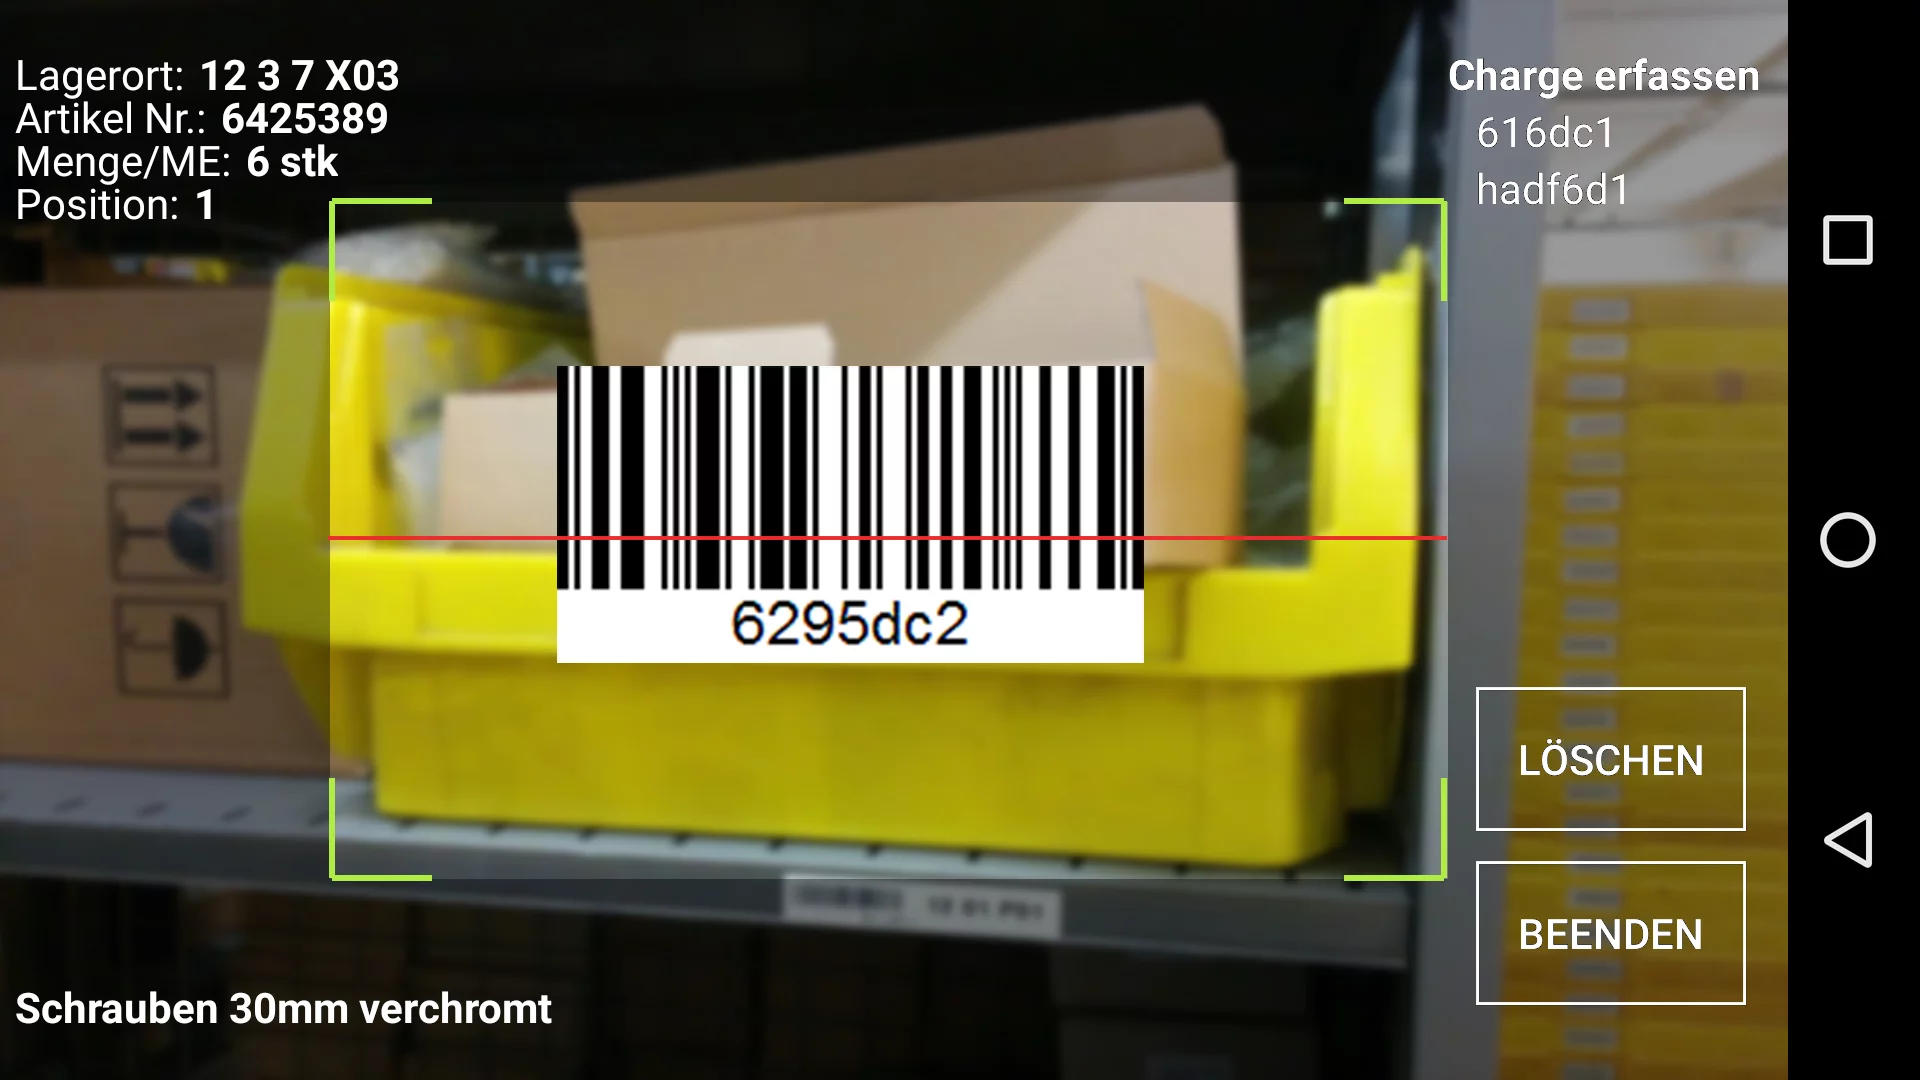 Lagerort: 12 3 7 X03
Artikel Nr.: 6425389
Menge/ME: 6 stk
Position: 1
Charge erfassen
616dc1
hadf6d1
6295dc2
LÖSCHEN
BEENDEN
Schrauben 30mm verchromt